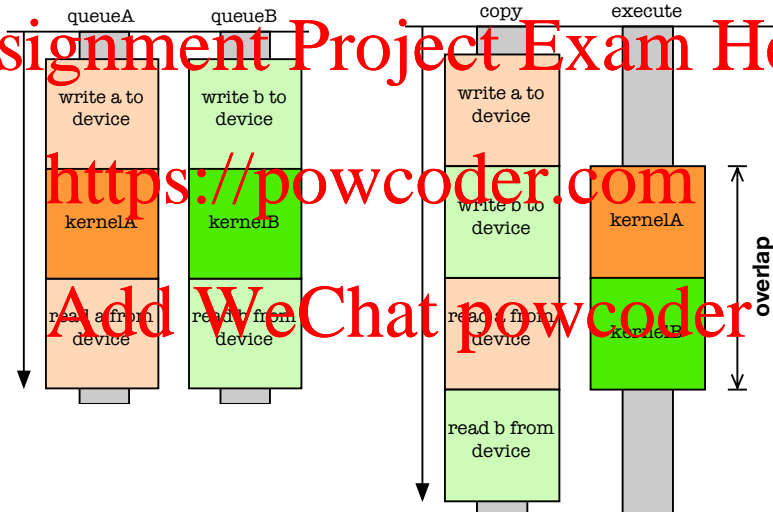 queueA
queueB
copy
execute
signment Project Exam He
write a to
device
write b to
device
write a to
device
https://powcoder.com
kernelA
kernelB
write b to
device
kernelA
overlap
Add WeChat powcoder
read a from
device
read b from
device
read a from
device
kernelB
read b from
device